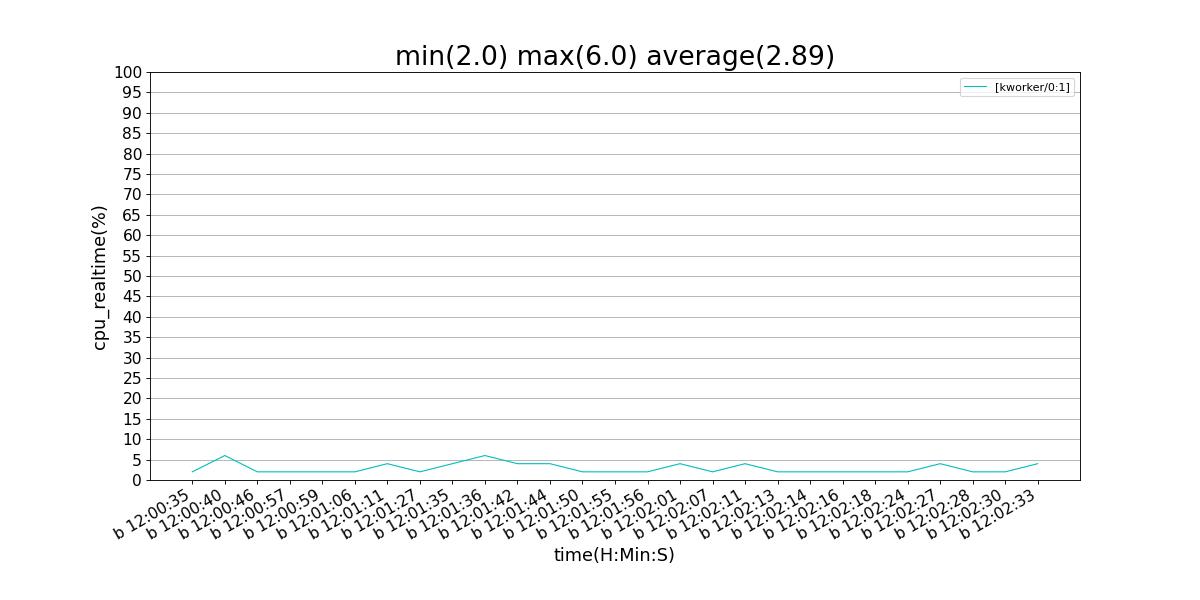 min(2.0) max(6.0) average(2.89)
[kworker/0:1]
100
95
90
85
80
75
70
65
60
55
50
45
40
35
30
25
20
15
10
5
0
cpu_realtime(%)
b 12:00:35
b 12:00:40
b 12:00:46
b 12:00:57
b 12:00:59
b 12:01:06
b 12:01:11
b 12:01:27
b 12:01:35
b 12:01:36
b 12:01:42
b 12:01:44
b 12:01:50
b 12:01:55
b 12:01:56
b 12:02:01
b 12:02:07
b 12:02:11
b 12:02:13
b 12:02:14
b 12:02:16
b 12:02:18
b 12:02:24
b 12:02:27
b 12:02:28
b 12:02:30
b 12:02:33
time(H:Min:S)